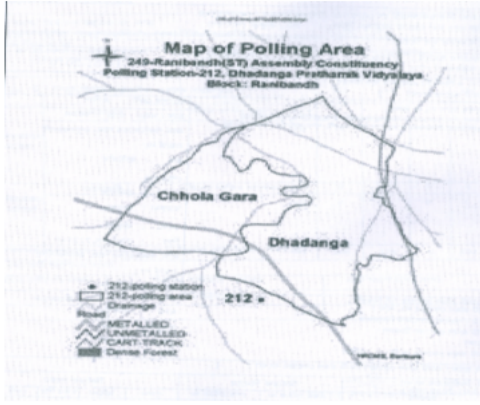 Map of Polling Area
249-Ranibandh(ST) Assembly Constituency
Polling Station-212, Dhadanga Prathamik Vidyalaya
Block: Ranibandh
Chhola Gara
Dhadanga
212-polling station
212-polling area
Drainage
212
Road
METALLED
UNMETALLED
CART-TRACK
Dense Forest